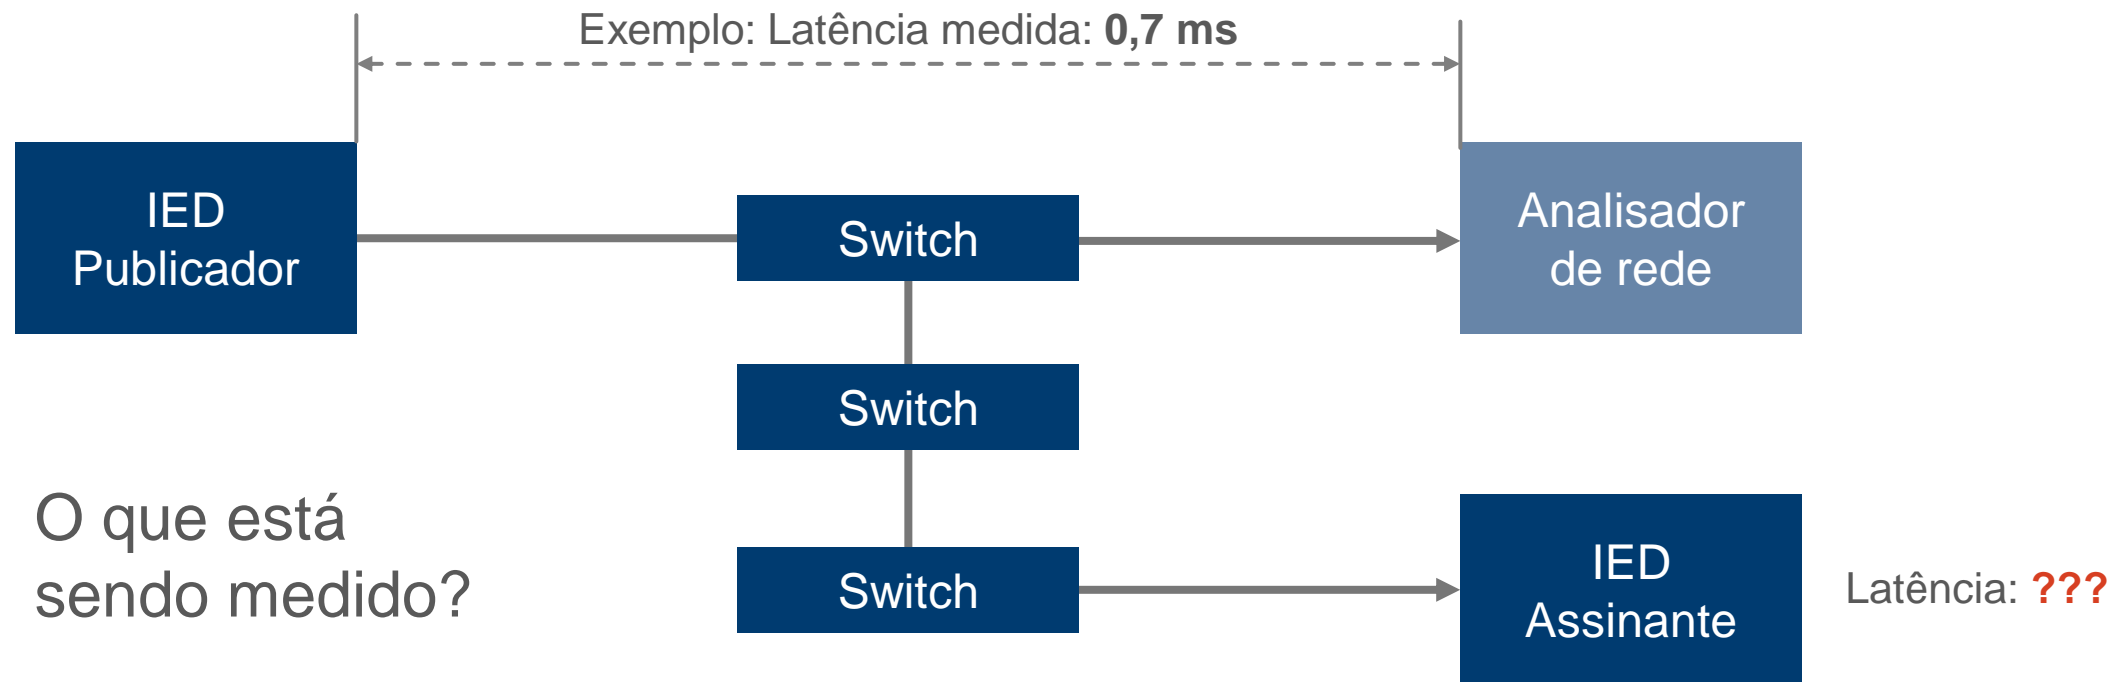 Exemplo: Latência medida: 0,7 ms
IED
Publicador
Switch
Analisador
de rede
Switch
O que está
sendo medido?
Switch
IED
Assinante
Latência: ???